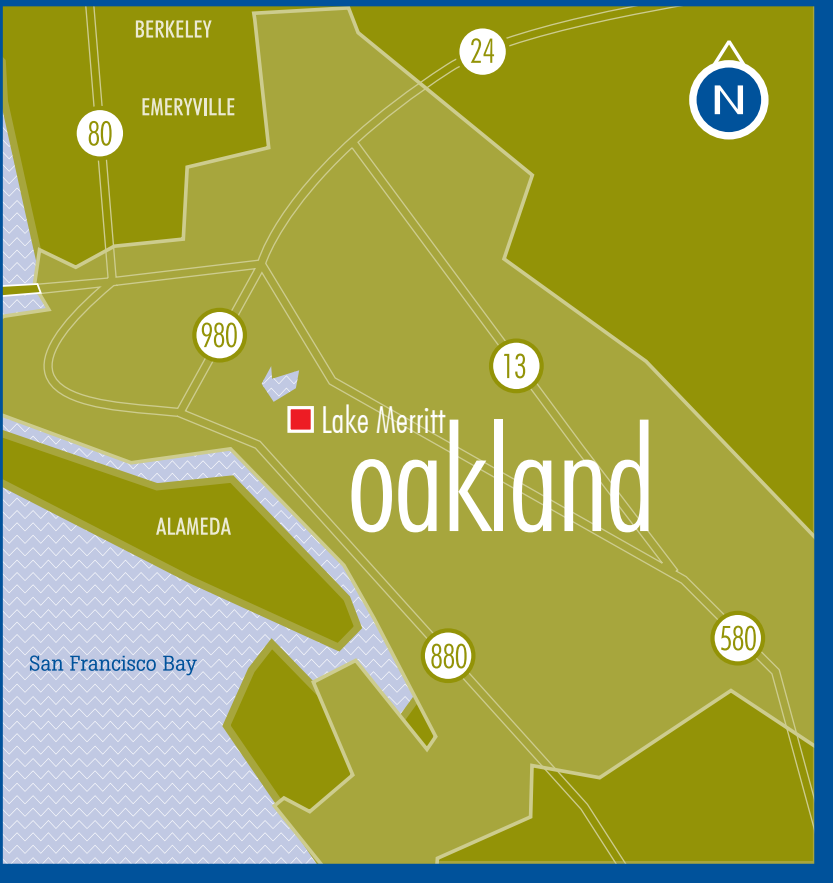 BERKELEY
24
N
EMERYVILLE
80
980
13
Lake Merritt
oakland
ALAMEDA
San Francisco Bay
880
580